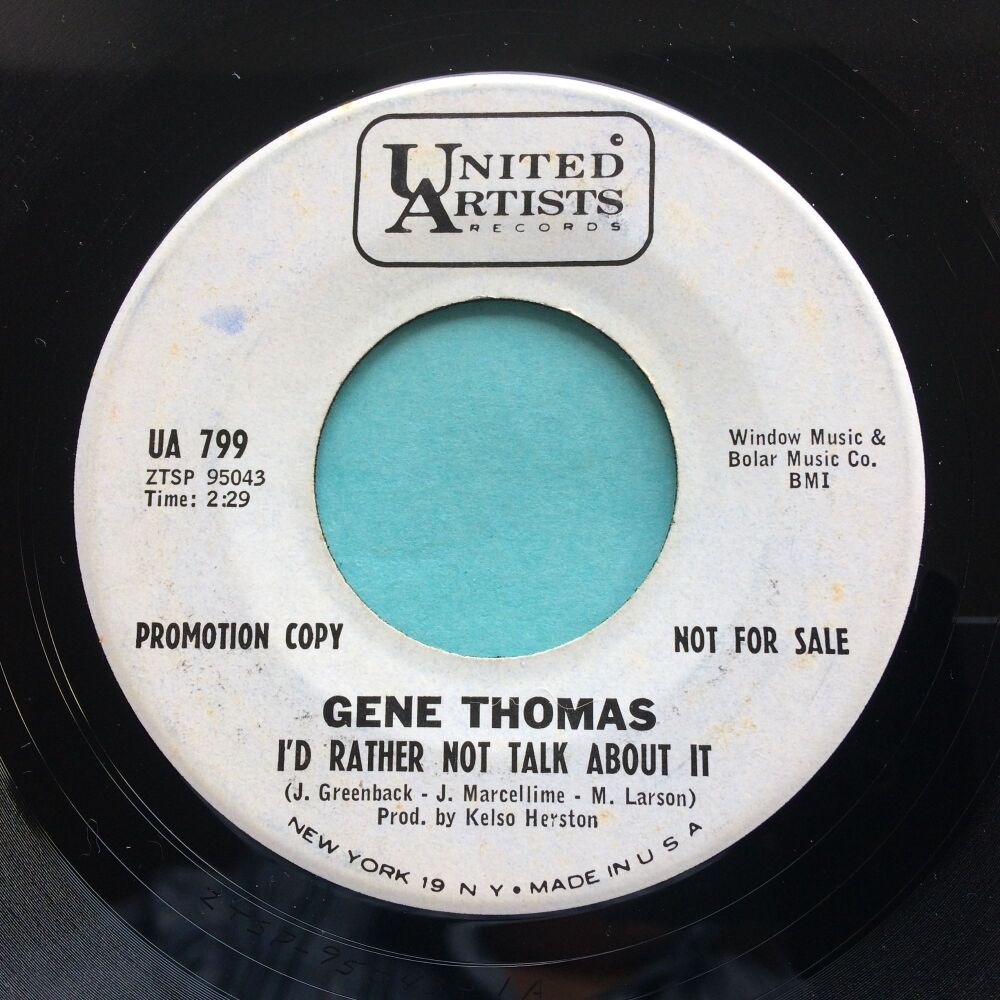 UNITED
ARTISTS
RECORDS
UA 799
ZTSP 95043
Time: 2:29
Window Music &
Bolar Music Co.
BMI
PROMOTION COPY
NOT FOR SALE
GENE THOMAS
I'D RATHER NOT TALK ABOUT IT
(J. Greenback - J. Marcellime - M. Larson)
Prod. by Kelso Herston
NEW YORK 19 N Y • MADE IN U S A